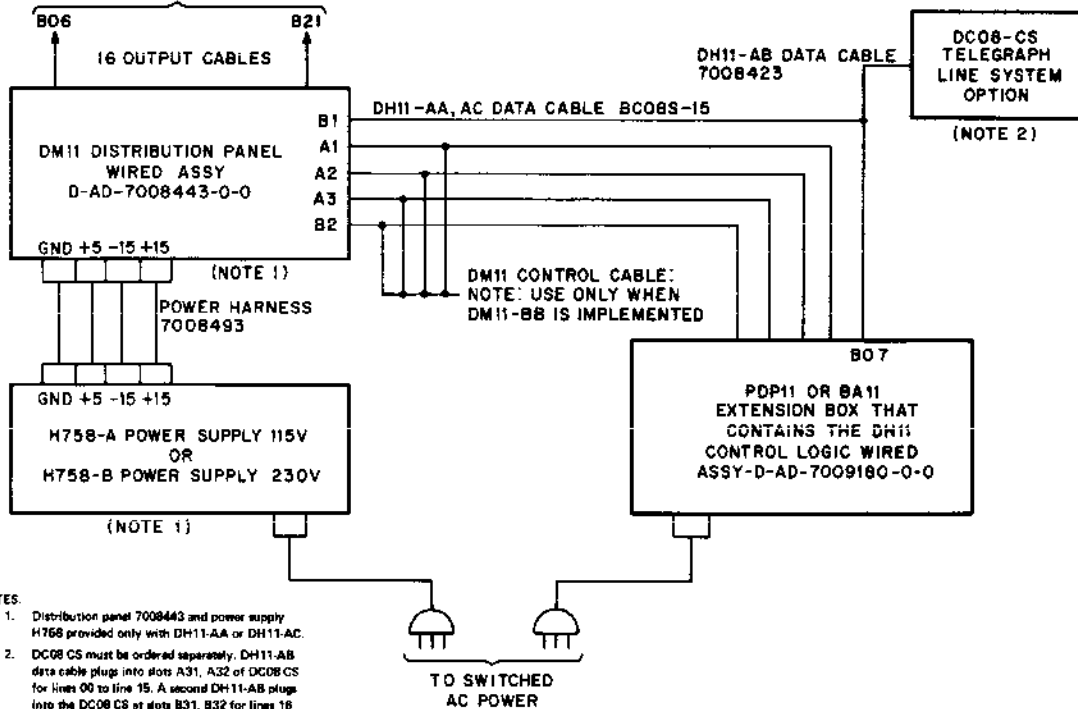 B06 B21
16 OUTPUT CABLES
DM11 DISTRIBUTION PANEL
WIRED ASSY
D-AD-7008443-0-0
B1
A1
A2
A3
B2
GND +5 -15 +15
(NOTE 1)
POWER HARNESS
7008493
GND +5 -15 +15
H758-A POWER SUPPLY 115V
OR
H758-B POWER SUPPLY 230V
(NOTE 1)
DH11-AA, AC DATA CABLE BC08S-15
DH11-AB DATA CABLE
7008423
DC08-CS
TELEGRAPH
LINE SYSTEM
OPTION
(NOTE 2)
DM11 CONTROL CABLE:
NOTE: USE ONLY WHEN
DM11-BB IS IMPLEMENTED
B07
PDP11 OR BA11
EXTENSION BOX THAT
CONTAINS THE DH11
CONTROL LOGIC WIRED
ASSY-D-AD-7009180-0-0
TO SWITCHED
AC POWER
TES.
1. Distribution panel 7008443 and power supply
H758 provided only with DH11-AA or DH11-AC.
2. DC08 CS must be ordered separately. DH11-AB
data cable plugs into slots A31, A32 of DC08 CS
for lines 00 to line 15. A second DH11-AB plugs
into the DC08 CS at slots B31, B32 for lines 16